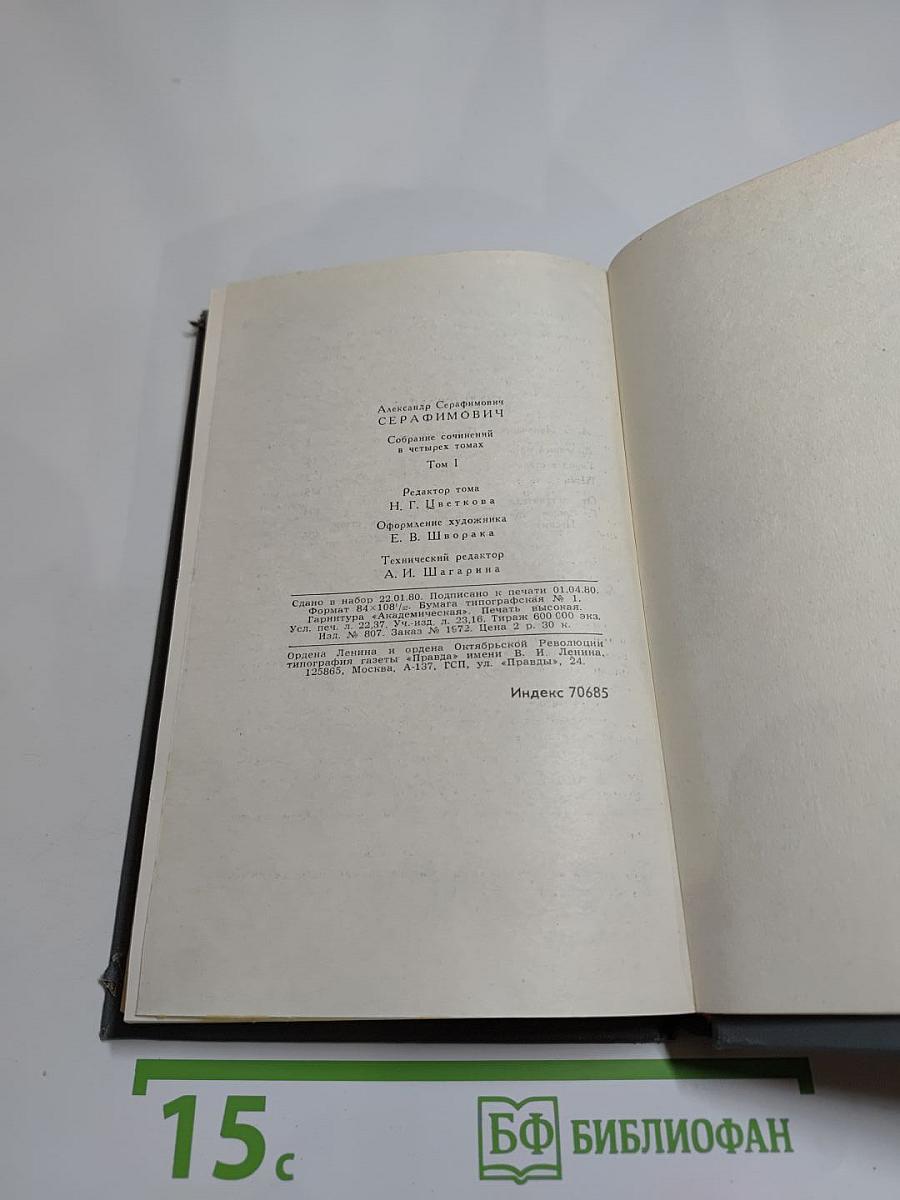 Александр Серафимович
СЕРАФИМОВИЧ
Собрание сочинений
в четырех томах
Том I
Редактор тома
Н. Г. Цветкова
Оформление художника
Е. В. Шворака
Технический редактор
А. И. Шагарина
Сдано в набор 22.01.80. Подписано к печати 01.04.80.
Формат 84×108¹/₃₂. Бумага типографская № 1.
Гарнитура «Академическая». Печать высокая.
Усл. печ. л. 22,37. Уч.-изд. л. 23,16. Тираж 600 000 экз.
Изд. № 807. Заказ № 1972. Цена 2 р. 30 к.
Ордена Ленина и ордена Октябрьской Революции
типография газеты «Правда» имени В. И. Ленина,
125865, Москва, А-137, ГСП, ул. «Правды», 24.
Индекс 70685
15 с
БФ БИБЛИОФАН